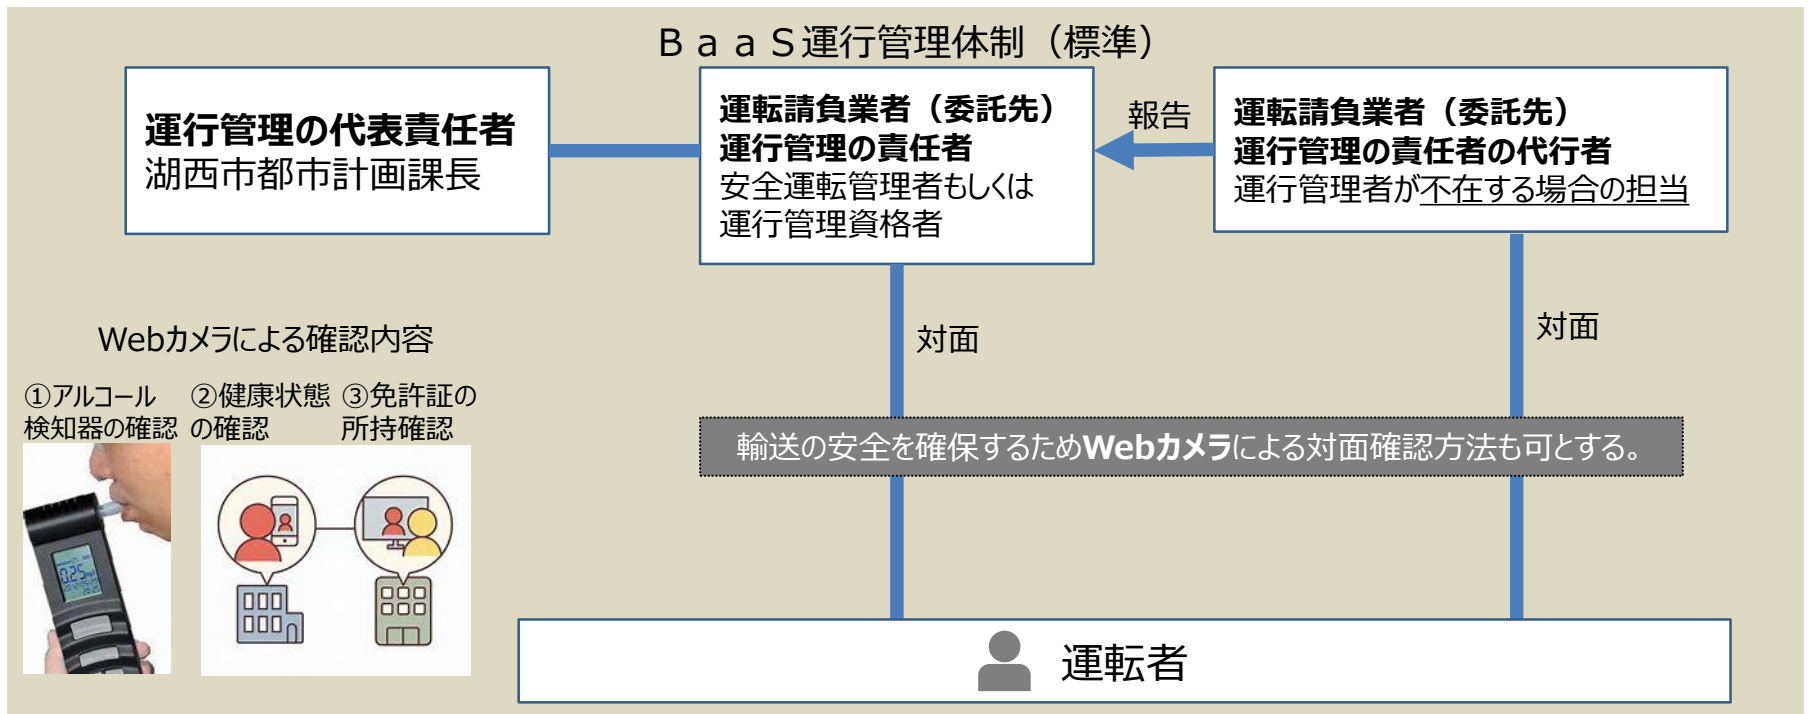 ＢａａＳ運行管理体制（標準）
運行管理の代表責任者
湖西市都市計画課長
運転請負業者（委託先）
運行管理の責任者
安全運転管理者もしくは
運行管理資格者
報告
運転請負業者（委託先）
運行管理の責任者の代行者
運行管理者が不在する場合の担当
対面
対面
Webカメラによる確認内容
①アルコール
検知器の確認
②健康状態
の確認
③免許証の
所持確認
0.25
輸送の安全を確保するためWebカメラによる対面確認方法も可とする。
運転者